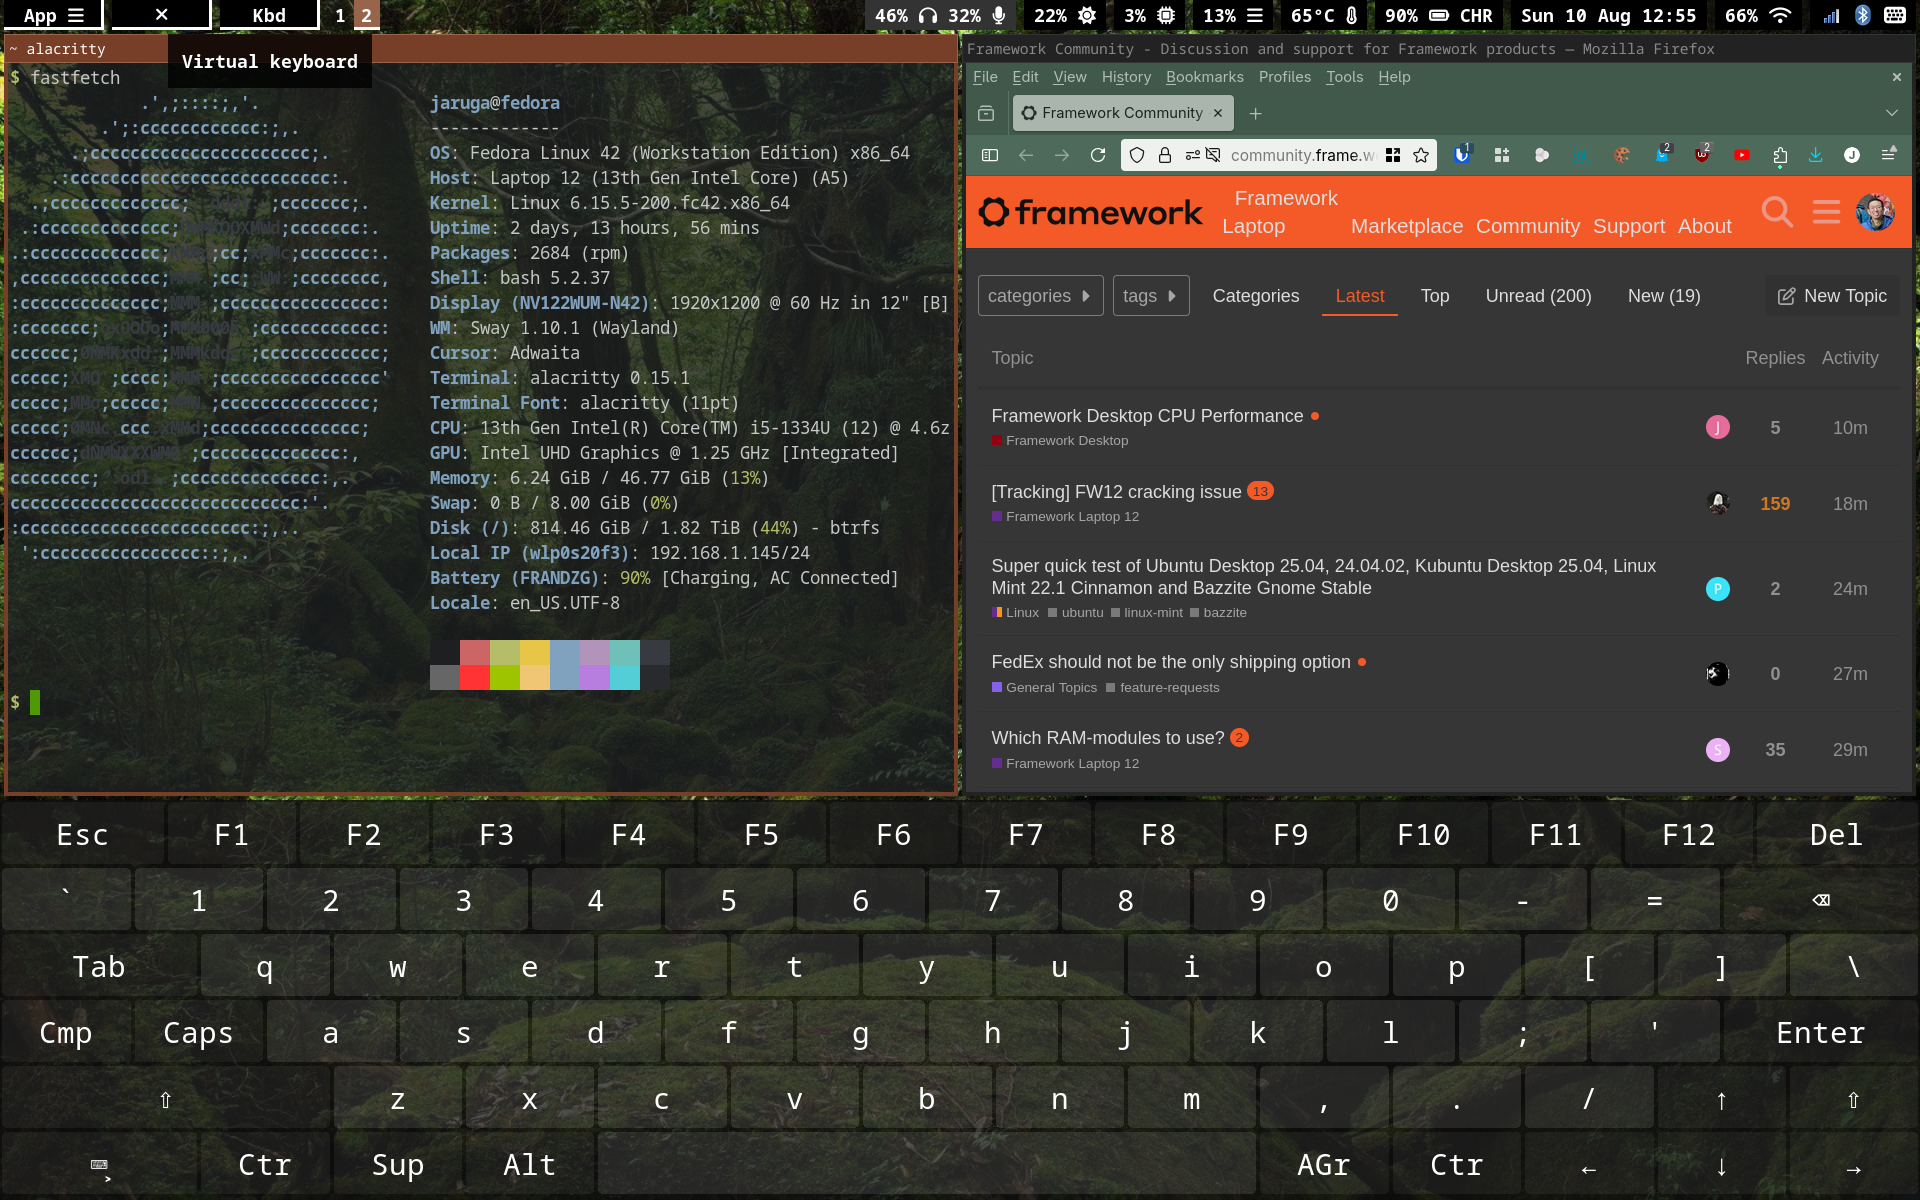 App ☰ ✕ Kbd 1 2 46% 32% 22% 3% 13% 65°C 90% CHR Sun 10 Aug 12:55 66%
~ alacritty
Virtual keyboard
$ fastfetch
jaruga@fedora
-------------
OS: Fedora Linux 42 (Workstation Edition) x86_64
Host: Laptop 12 (13th Gen Intel Core) (A5)
Kernel: Linux 6.15.5-200.fc42.x86_64
Uptime: 2 days, 13 hours, 56 mins
Packages: 2684 (rpm)
Shell: bash 5.2.37
Display (NV122WUM-N42): 1920x1200 @ 60 Hz in 12" [B]
WM: Sway 1.10.1 (Wayland)
Cursor: Adwaita
Terminal: alacritty 0.15.1
Terminal Font: alacritty (11pt)
CPU: 13th Gen Intel(R) Core(TM) i5-1334U (12) @ 4.6z
GPU: Intel UHD Graphics @ 1.25 GHz [Integrated]
Memory: 6.24 GiB / 46.77 GiB (13%)
Swap: 0 B / 8.00 GiB (0%)
Disk (/): 814.46 GiB / 1.82 TiB (44%) - btrfs
Local IP (wlp0s20f3): 192.168.1.145/24
Battery (FRANDZG): 90% [Charging, AC Connected]
Locale: en_US.UTF-8
$
Framework Community - Discussion and support for Framework products — Mozilla Firefox
File Edit View History Bookmarks Profiles Tools Help ×
Framework Community × +
community.frame.w 1 2 2 J
framework Framework Laptop Marketplace Community Support About
categories tags Categories Latest Top Unread (200) New (19) New Topic
Topic Replies Activity
Framework Desktop CPU Performance J 5 10m
Framework Desktop
[Tracking] FW12 cracking issue 13 159 18m
Framework Laptop 12
Super quick test of Ubuntu Desktop 25.04, 24.04.02, Kubuntu Desktop 25.04, Linux
Mint 22.1 Cinnamon and Bazzite Gnome Stable P 2 24m
Linux ubuntu linux-mint bazzite
FedEx should not be the only shipping option 0 27m
General Topics feature-requests
Which RAM-modules to use? 2 S 35 29m
Framework Laptop 12
Esc F1 F2 F3 F4 F5 F6 F7 F8 F9 F10 F11 F12 Del
` 1 2 3 4 5 6 7 8 9 0 - = ⌫
Tab q w e r t y u i o p [ ] \
Cmp Caps a s d f g h j k l ; ' Enter
⇧ z x c v b n m , . / ↑ ⇧
⌨ Ctr Sup Alt AGr Ctr ← ↓ →